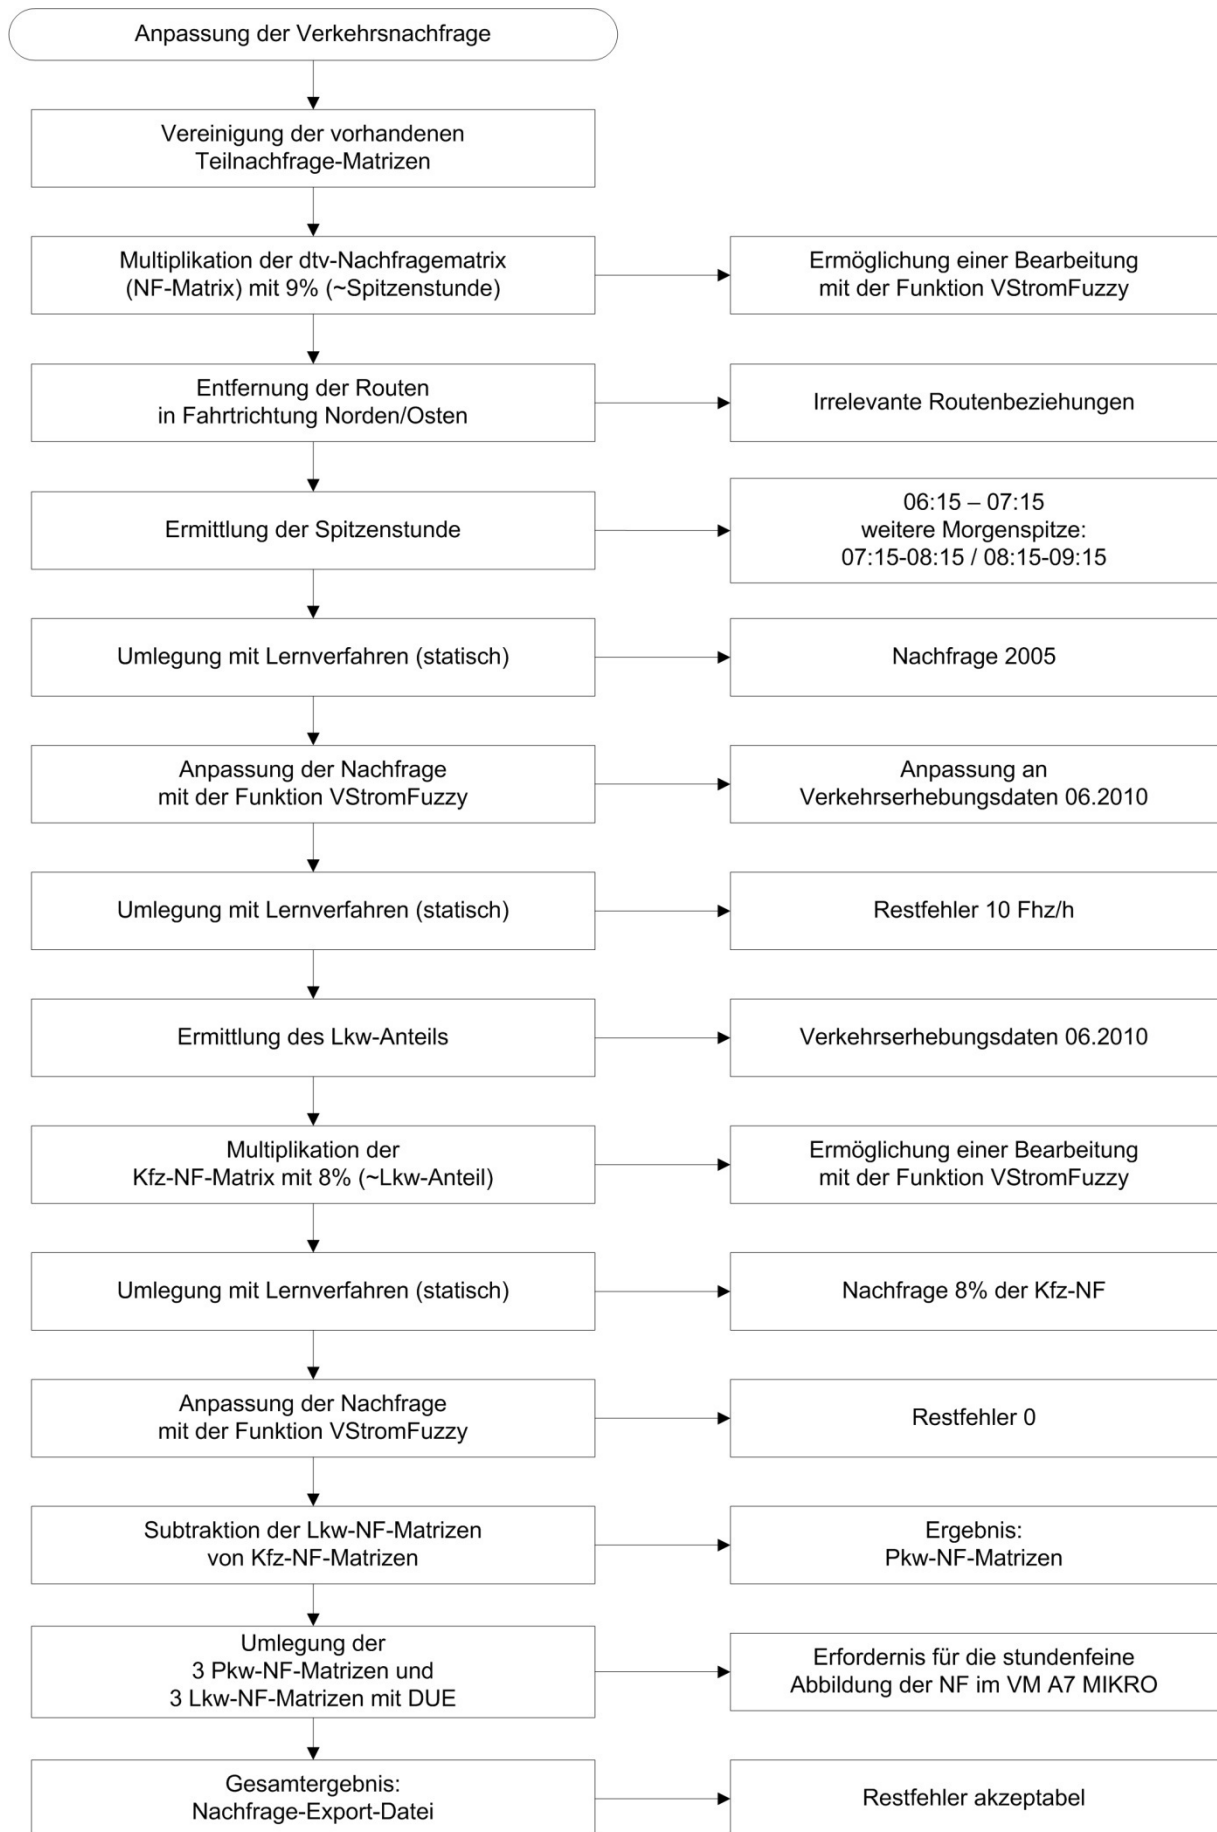 Anpassung der Verkehrsnachfrage
Vereinigung der vorhandenen
Teilnachfrage-Matrizen
Multiplikation der dtv-Nachfragematrix
(NF-Matrix) mit 9% (~Spitzenstunde)
Ermöglichung einer Bearbeitung
mit der Funktion VStromFuzzy
Entfernung der Routen
in Fahrtrichtung Norden/Osten
Irrelevante Routenbeziehungen
Ermittlung der Spitzenstunde
06:15 – 07:15
weitere Morgenspitze:
07:15-08:15 / 08:15-09:15
Umlegung mit Lernverfahren (statisch)
Nachfrage 2005
Anpassung der Nachfrage
mit der Funktion VStromFuzzy
Anpassung an
Verkehrserhebungsdaten 06.2010
Umlegung mit Lernverfahren (statisch)
Restfehler 10 Fhz/h
Ermittlung des Lkw-Anteils
Verkehrserhebungsdaten 06.2010
Multiplikation der
Kfz-NF-Matrix mit 8% (~Lkw-Anteil)
Ermöglichung einer Bearbeitung
mit der Funktion VStromFuzzy
Umlegung mit Lernverfahren (statisch)
Nachfrage 8% der Kfz-NF
Anpassung der Nachfrage
mit der Funktion VStromFuzzy
Restfehler 0
Subtraktion der Lkw-NF-Matrizen
von Kfz-NF-Matrizen
Ergebnis:
Pkw-NF-Matrizen
Umlegung der
3 Pkw-NF-Matrizen und
3 Lkw-NF-Matrizen mit DUE
Erfordernis für die stundenfeine
Abbildung der NF im VM A7 MIKRO
Gesamtergebnis:
Nachfrage-Export-Datei
Restfehler akzeptabel